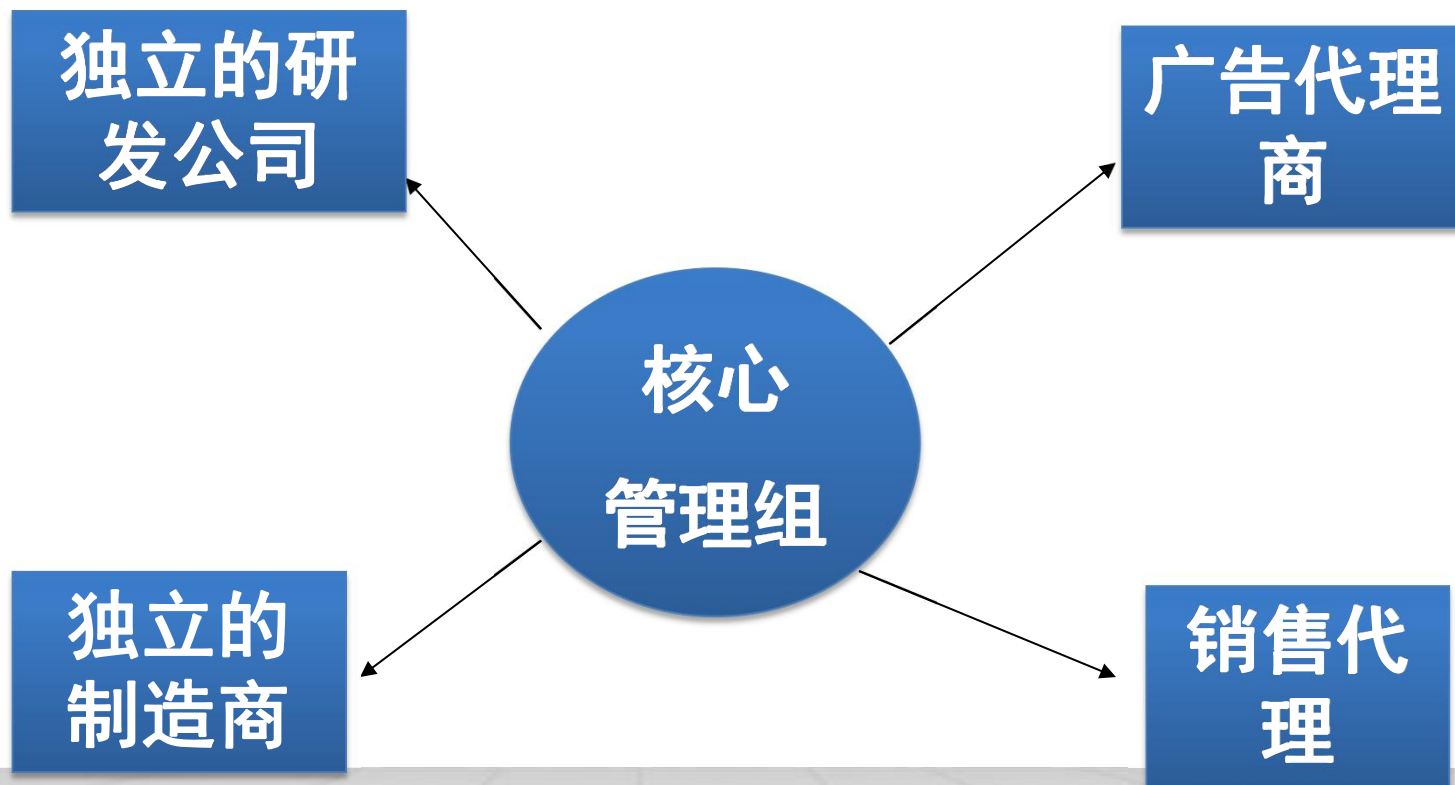 独立的研
发公司
广告代理
商
核心
管理组
独立的
制造商
销售代
理